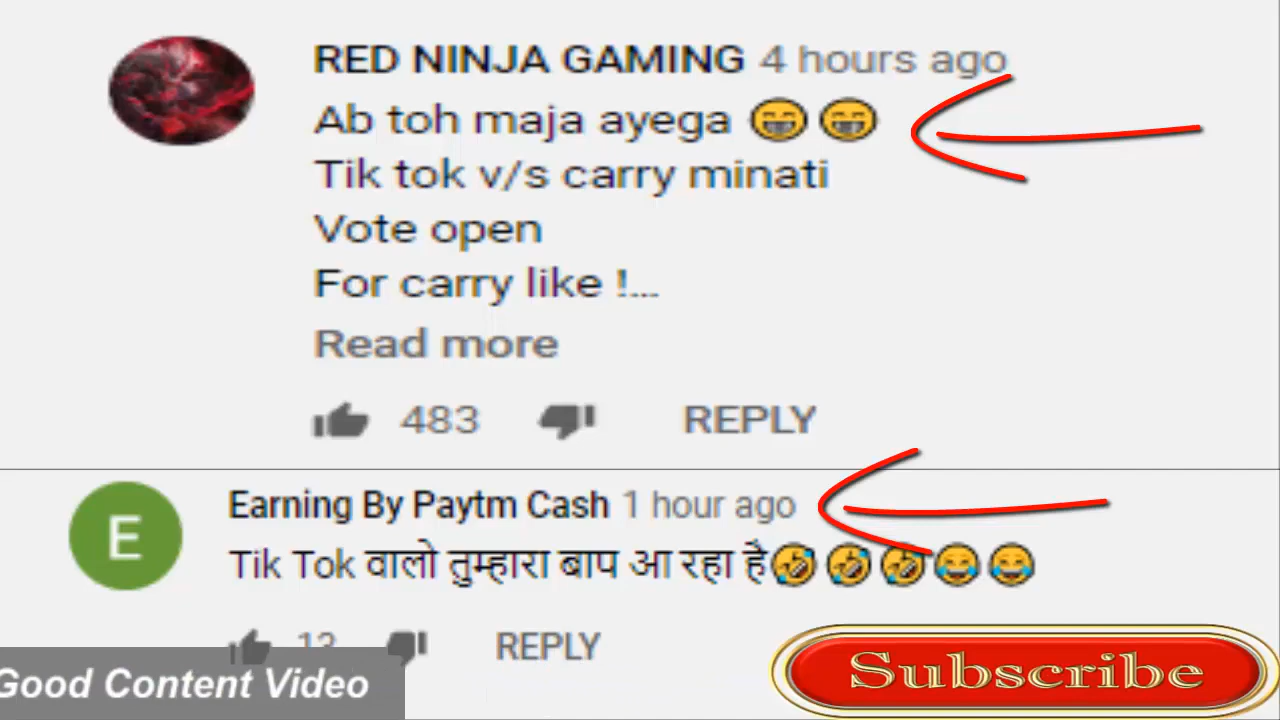 RED NINJA GAMING 4 hours ago
Ab toh maja ayega 😁😁
Tik tok v/s carry minati
Vote open
For carry like !...
Read more
483 REPLY
Earning By Paytm Cash 1 hour ago
E
Tik Tok वालो तुम्हारा बाप आ रहा है🤣🤣🤣😂😂
13 REPLY
Good Content Video
Subscribe